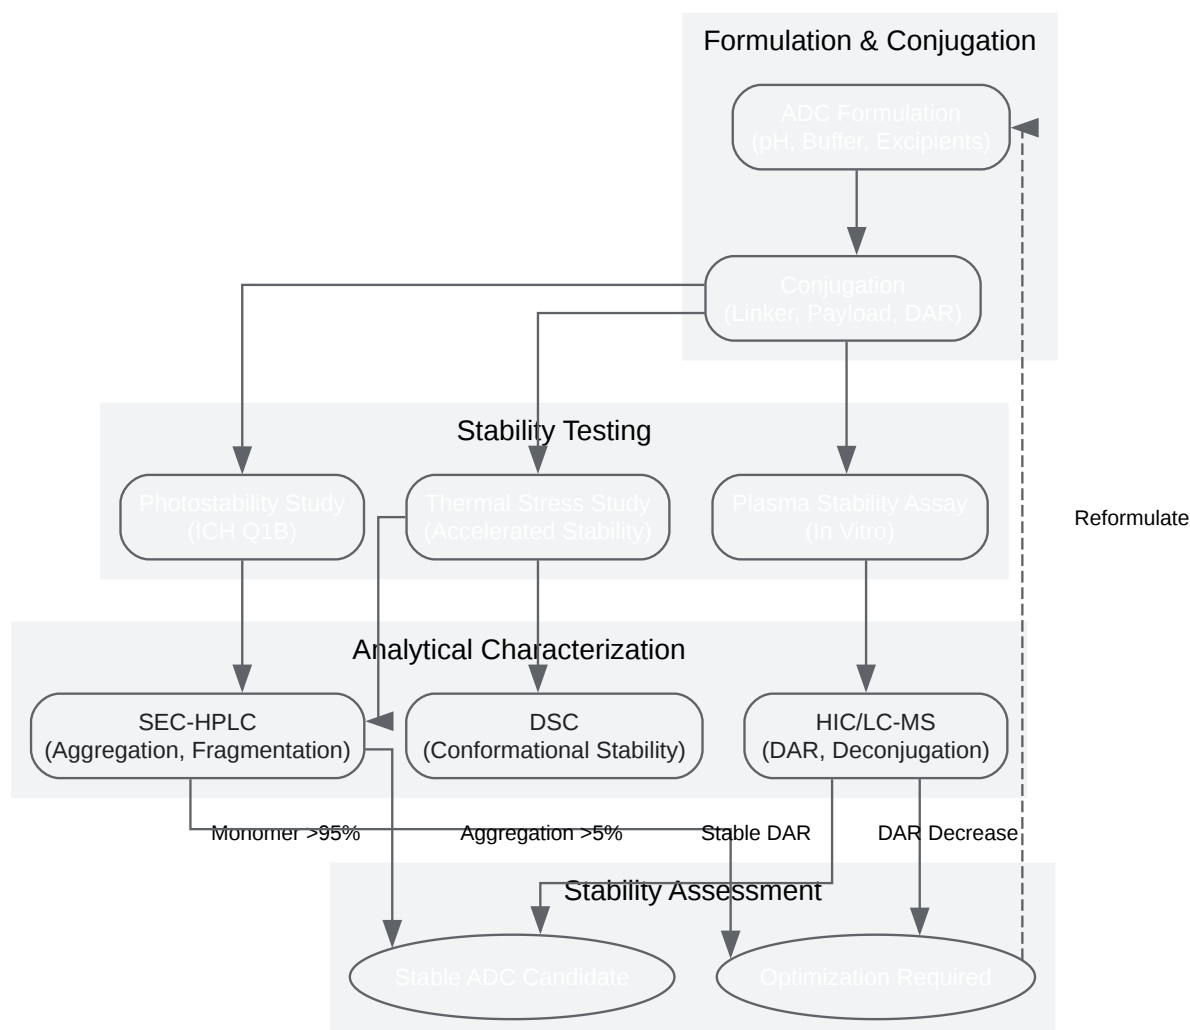 Formulation & Conjugation
ADC Formulation
(pH, Buffer, Excipients)
Conjugation
(Linker, Payload, DAR)
Stability Testing
Photostability Study
(ICH Q1B)
Thermal Stress Study
(Accelerated Stability)
Plasma Stability Assay
(In Vitro)
Reformulate
Analytical Characterization
SEC-HPLC
(Aggregation, Fragmentation)
DSC
(Conformational Stability)
HIC/LC-MS
(DAR, Deconjugation)
Monomer >95%
Aggregation >5%
Stable DAR
DAR Decrease
Stability Assessment
Stable ADC Candidate
Optimization Required